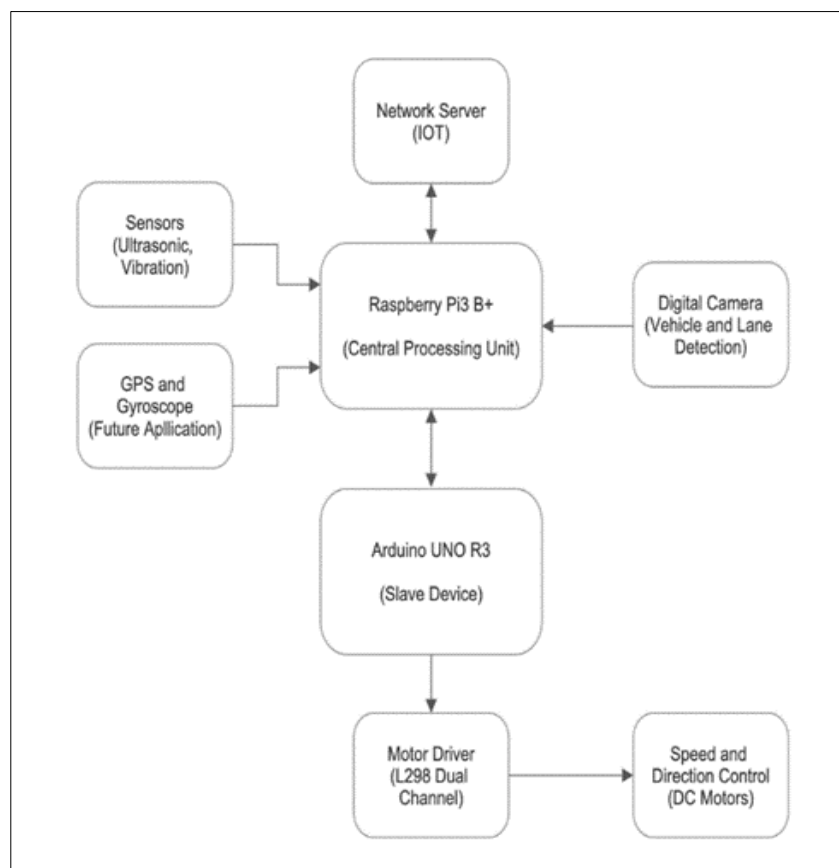 Network Server
(IOT)
Sensors
(Ultrasonic,
Vibration)
Raspberry Pi3 B+
(Central Processing Unit)
Digital Camera
(Vehicle and Lane
Detection)
GPS and
Gyroscope
(Future Apllication)
Arduino UNO R3
(Slave Device)
Motor Driver
(L298 Dual
Channel)
Speed and
Direction Control
(DC Motors)